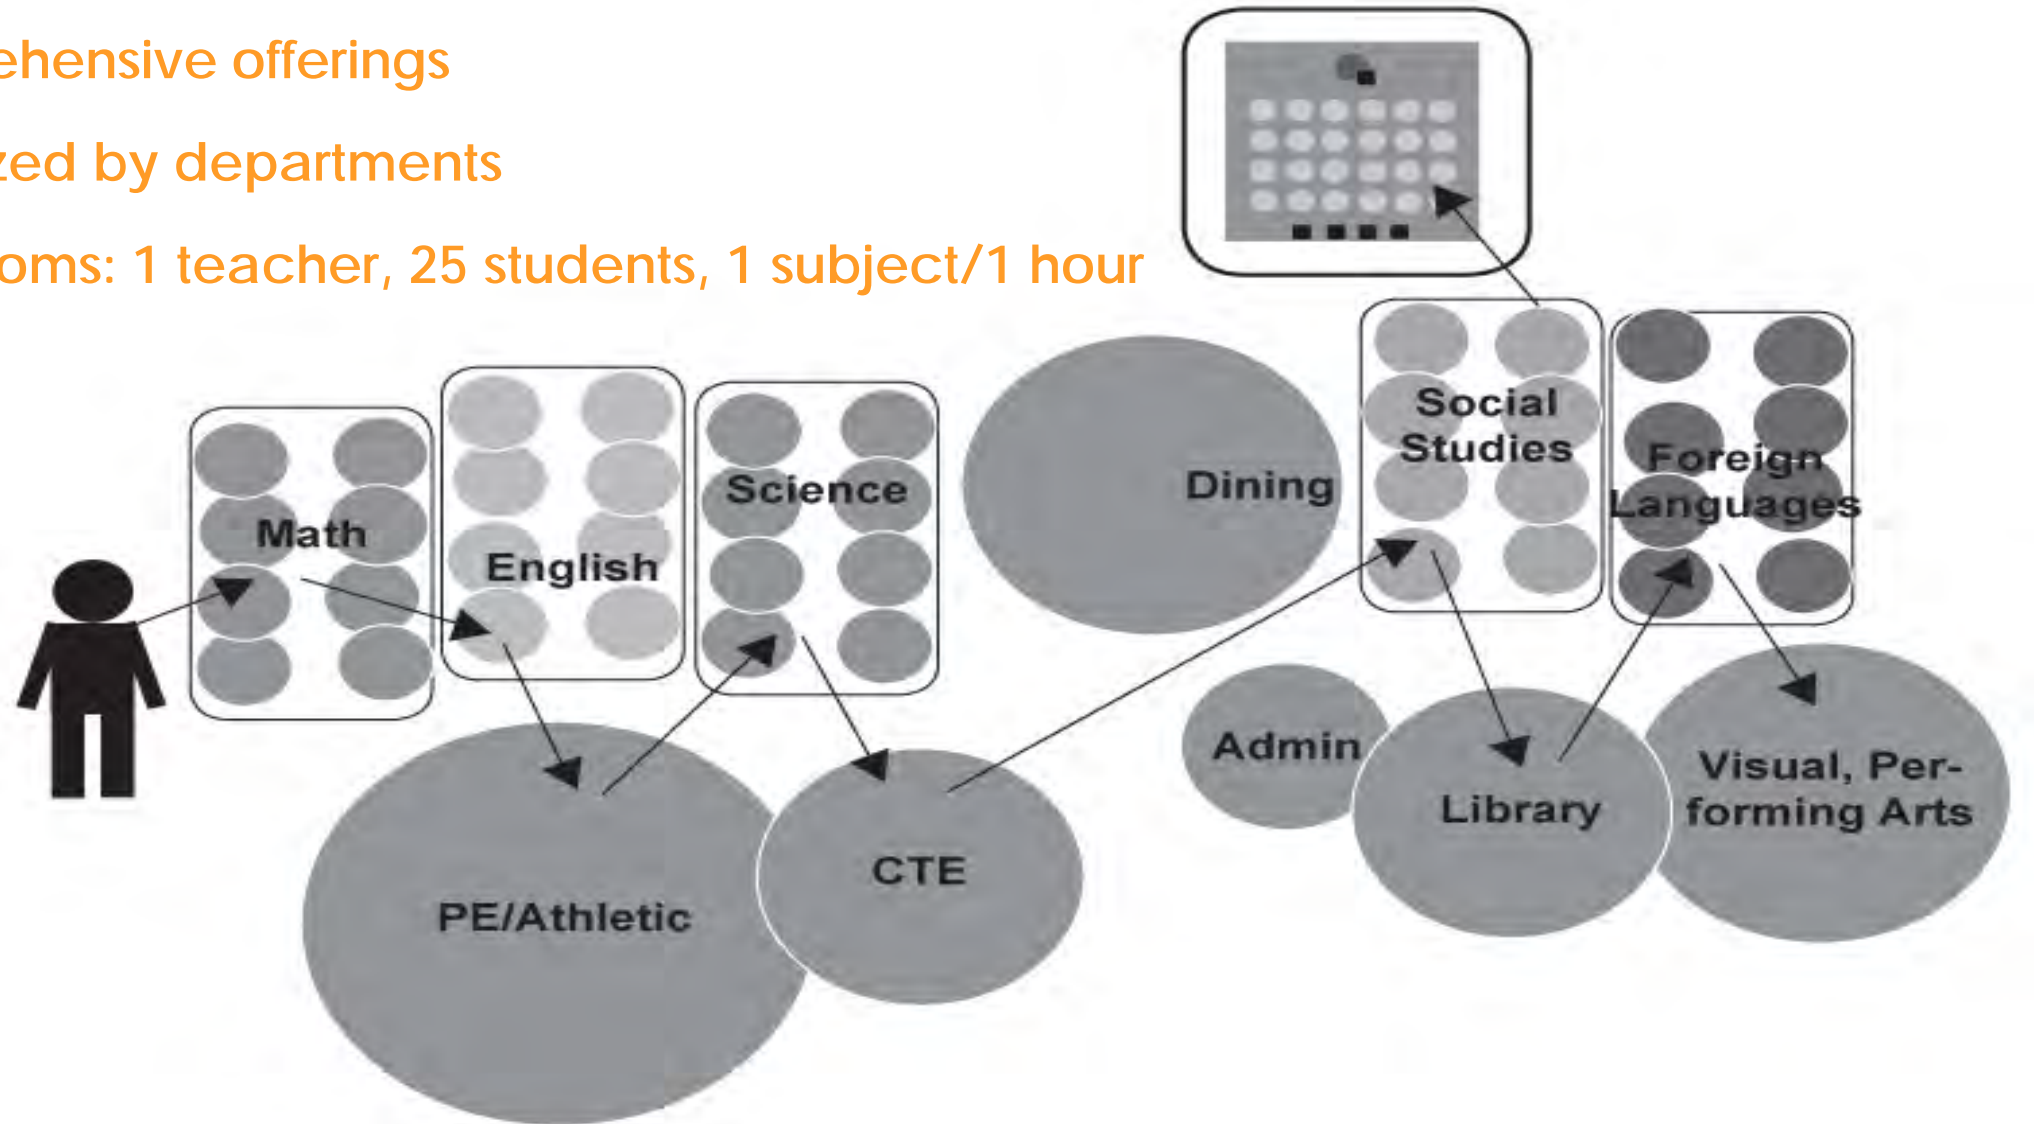 ehensive offerings
zed by departments
oms: 1 teacher, 25 students, 1 subject/1 hour
Math
English
Science
Dining
Social
Studies
Foreign
Languages
PE/Athletic
CTE
Admin
Library
Visual, Per-
forming Arts